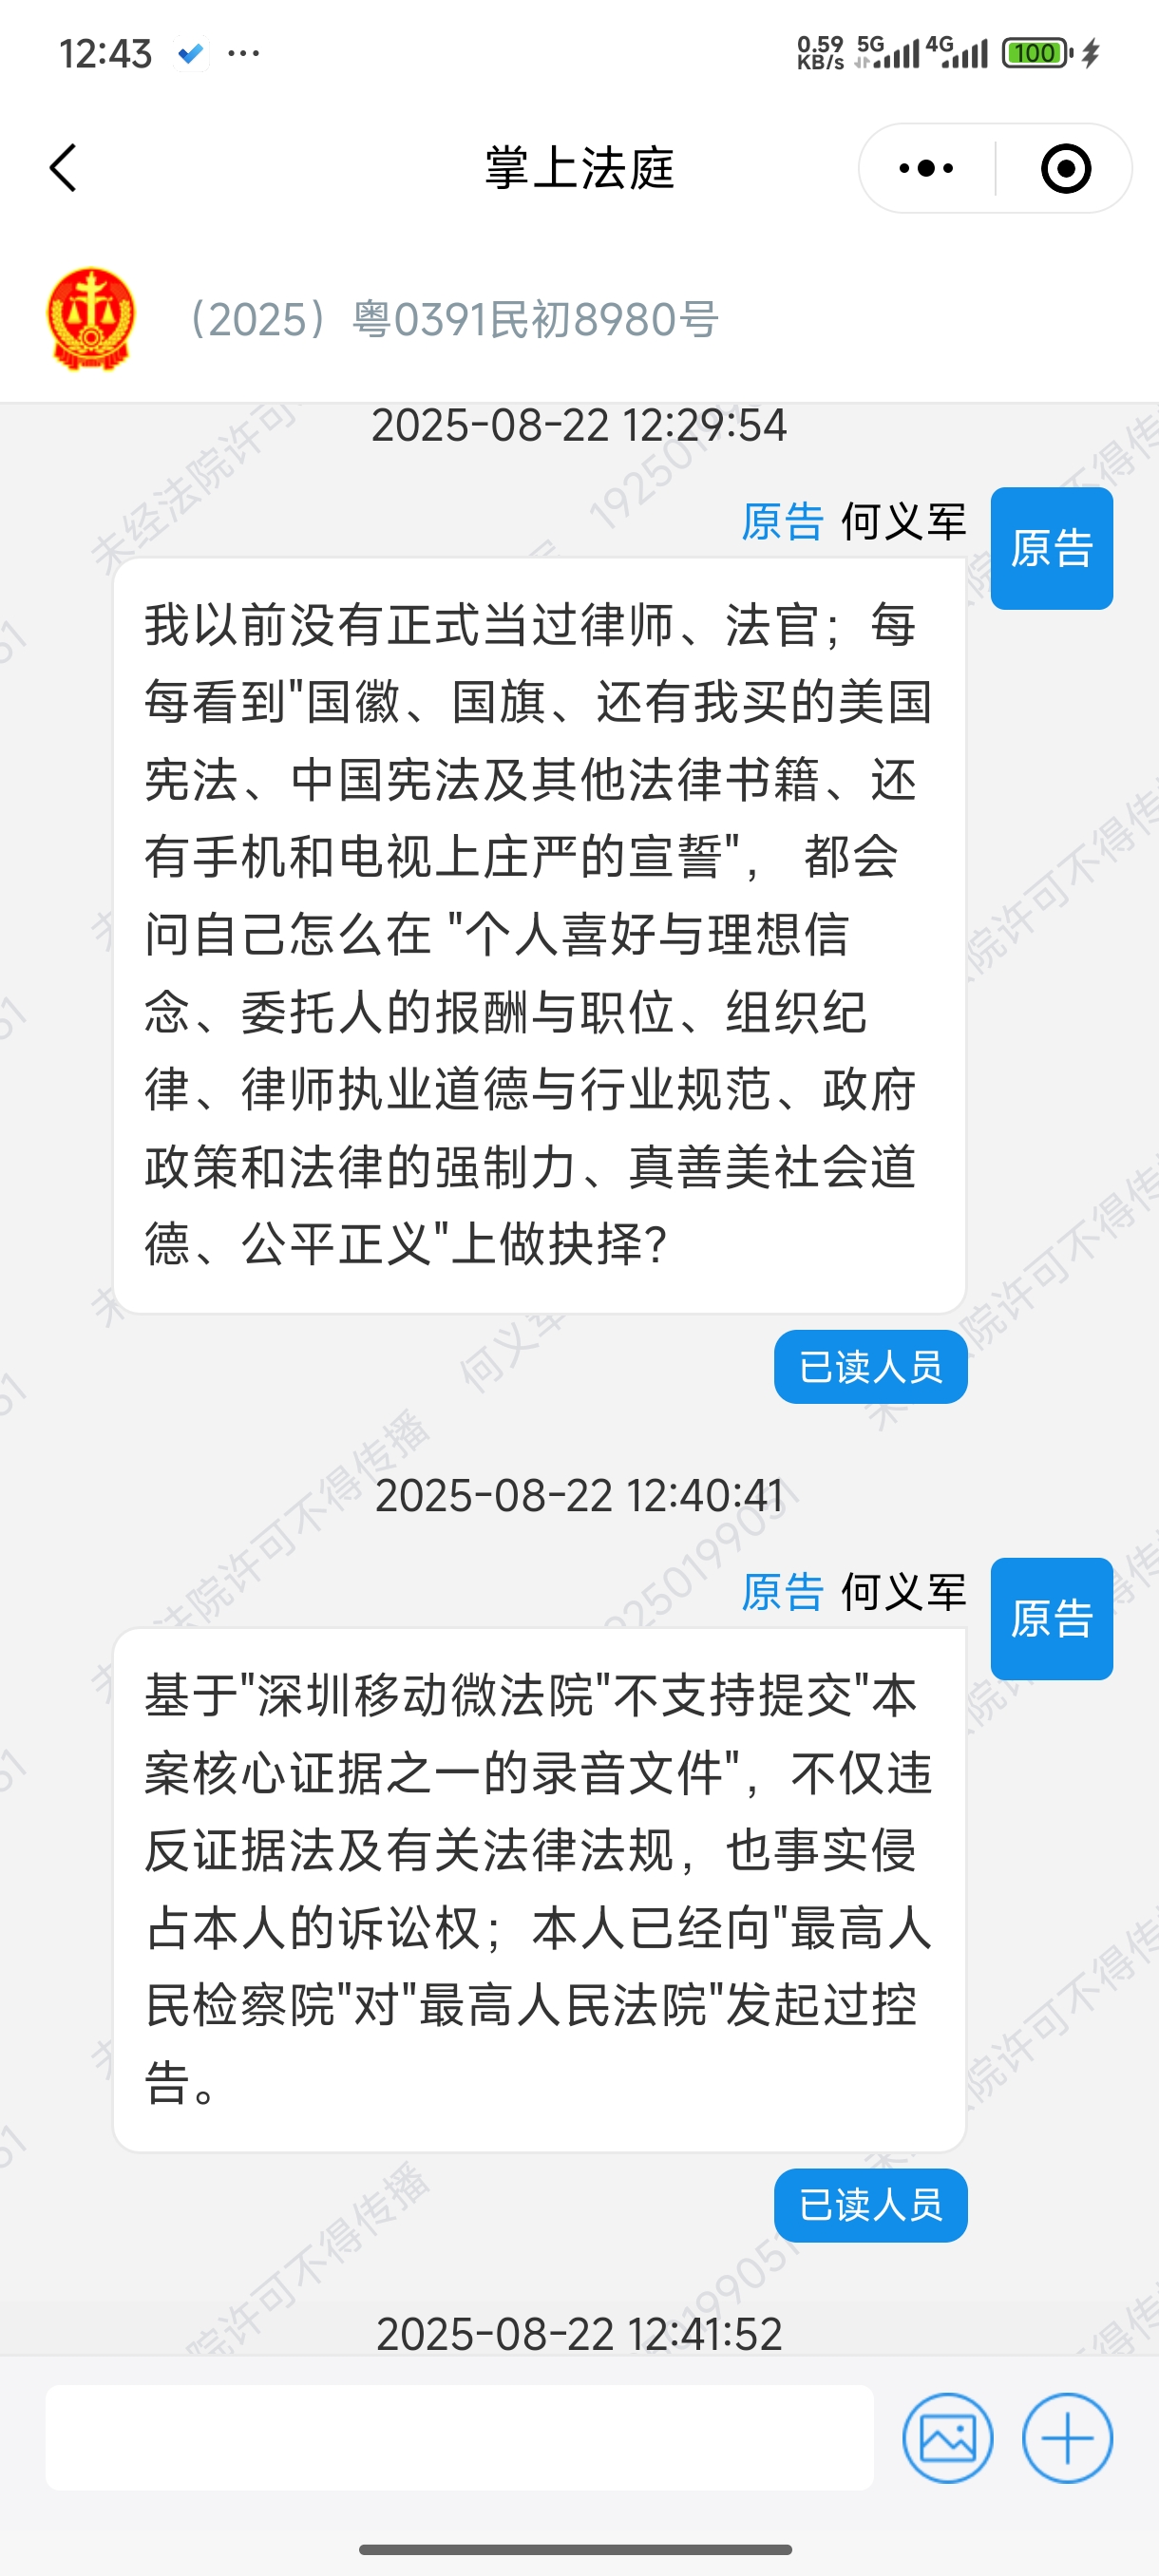 12:43
0.59 KB/s 5G 4G 100
掌上法庭
（2025）粤0391民初8980号
2025-08-22 12:29:54
原告 何义军
原告
我以前没有正式当过律师、法官；每
每看到"国徽、国旗、还有我买的美国
宪法、中国宪法及其他法律书籍、还
有手机和电视上庄严的宣誓"， 都会
问自己怎么在 "个人喜好与理想信
念、委托人的报酬与职位、组织纪
律、律师执业道德与行业规范、政府
政策和法律的强制力、真善美社会道
德、公平正义"上做抉择？
已读人员
2025-08-22 12:40:41
原告 何义军
原告
基于"深圳移动微法院"不支持提交"本
案核心证据之一的录音文件"，不仅违
反证据法及有关法律法规，也事实侵
占本人的诉讼权；本人已经向"最高人
民检察院"对"最高人民法院"发起过控
告。
已读人员
2025-08-22 12:41:52